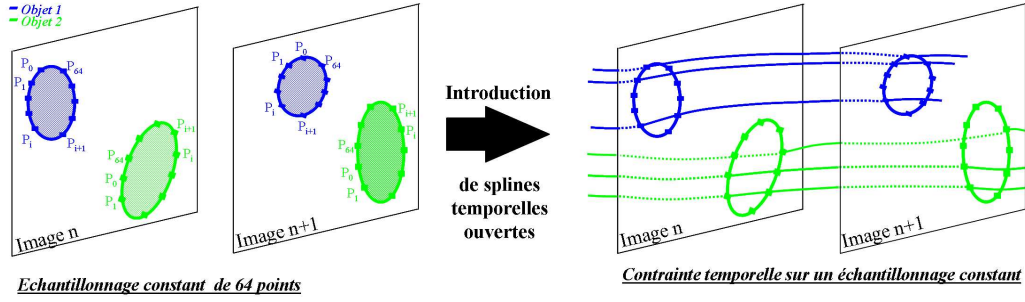 Objet 1
Objet 2
P0
P64
P1
Pi
Pi+1
Pi+1
Pi
P64
P0
P1
Image n
P0
P1
P64
Pi
Pi+1
Pi+1
Pi
P64
P0
P1
Image n+1
Introduction
de splines
temporelles
ouvertes
Image n
Image n+1
Echantillonnage constant de 64 points
Contrainte temporelle sur un échantillonnage constant